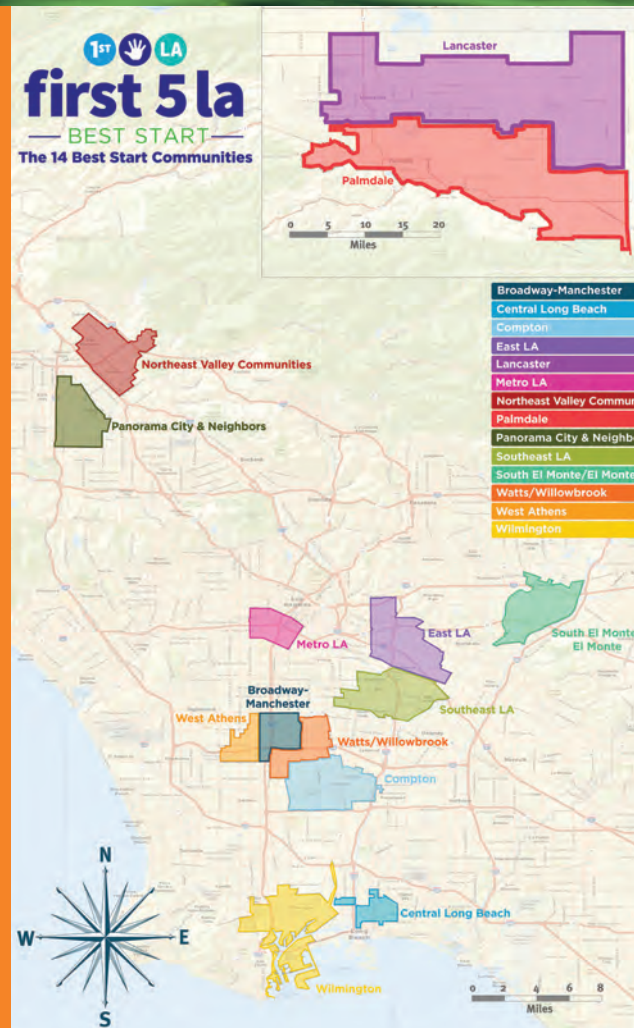 1ST LA
first 5 la
BEST START
The 14 Best Start Communities
Lancaster
Palmdale
0 5 10 15 20
Miles
Broadway-Manchester
Central Long Beach
Compton
East LA
Lancaster
Metro LA
Northeast Valley Commun
Palmdale
Panorama City & Neighbo
Southeast LA
South El Monte/El Monte
Watts/Willowbrook
West Athens
Wilmington
Northeast Valley Communities
Panorama City & Neighbors
Metro LA
East LA
South El Monte
El Monte
Southeast LA
Broadway-
Manchester
West Athens
Watts/Willowbrook
Compton
Central Long Beach
Wilmington
N
W E
S
0 2 4 6 8
Miles